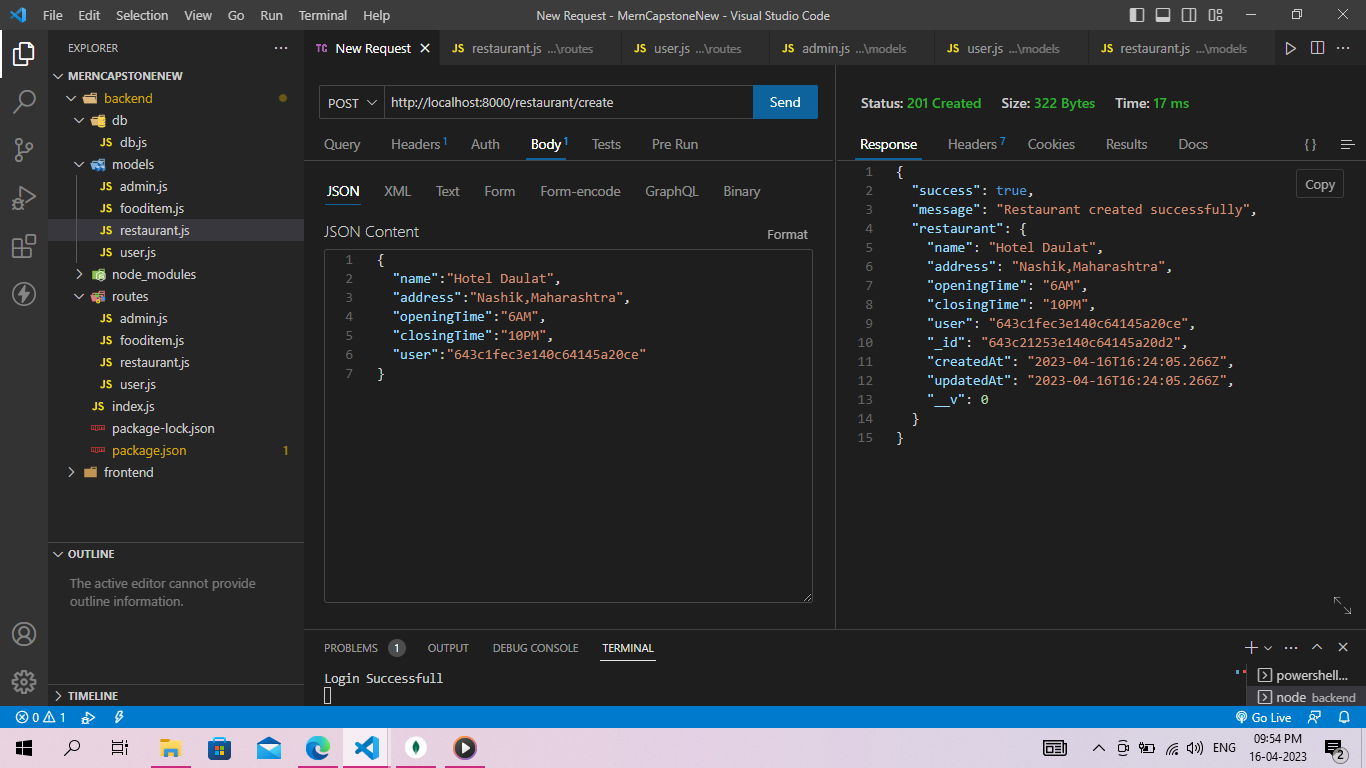 File Edit Selection View Go Run Terminal Help New Request - MernCapstoneNew - Visual Studio Code
EXPLORER
MERNCAPSTONENEW
backend
db
JS db.js
models
JS admin.js
JS fooditem.js
JS restaurant.js
JS user.js
node_modules
routes
JS admin.js
JS fooditem.js
JS restaurant.js
JS user.js
JS index.js
package-lock.json
package.json 1
frontend
OUTLINE
The active editor cannot provide
outline information.
TIMELINE
TC New Request JS restaurant.js ...\routes JS user.js ...\routes JS admin.js ...\models JS user.js ...\models JS restaurant.js ...\models
POST http://localhost:8000/restaurant/create Send
Query Headers 1 Auth Body 1 Tests Pre Run
JSON XML Text Form Form-encode GraphQL Binary
JSON Content Format
1 {
2 "name":"Hotel Daulat",
3 "address":"Nashik,Maharashtra",
4 "openingTime":"6AM",
5 "closingTime":"10PM",
6 "user":"643c1fec3e140c64145a20ce"
7 }
Status: 201 Created Size: 322 Bytes Time: 17 ms
Response Headers 7 Cookies Results Docs { }
Copy
1 {
2 "success": true,
3 "message": "Restaurant created successfully",
4 "restaurant": {
5 "name": "Hotel Daulat",
6 "address": "Nashik,Maharashtra",
7 "openingTime": "6AM",
8 "closingTime": "10PM",
9 "user": "643c1fec3e140c64145a20ce",
10 "_id": "643c21253e140c64145a20d2",
11 "createdAt": "2023-04-16T16:24:05.266Z",
12 "updatedAt": "2023-04-16T16:24:05.266Z",
13 "__v": 0
14 }
15 }
PROBLEMS 1 OUTPUT DEBUG CONSOLE TERMINAL
Login Successfull
powershell...
node backend
0 1 Go Live
ENG 09:54 PM
16-04-2023
2